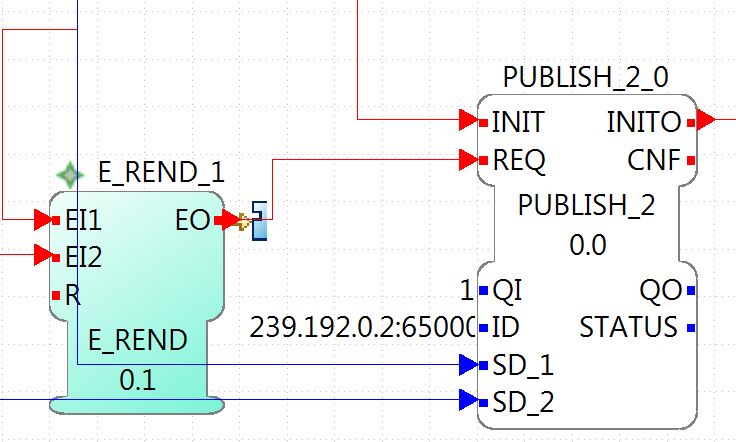 PUBLISH_2_0
INIT INITO
REQ CNF
PUBLISH_2
0.0
1 QI QO
239.192.0.2:6500 ID STATUS
SD_1
SD_2
E_REND_1
EI1 EO
EI2
R
E_REND
0.1